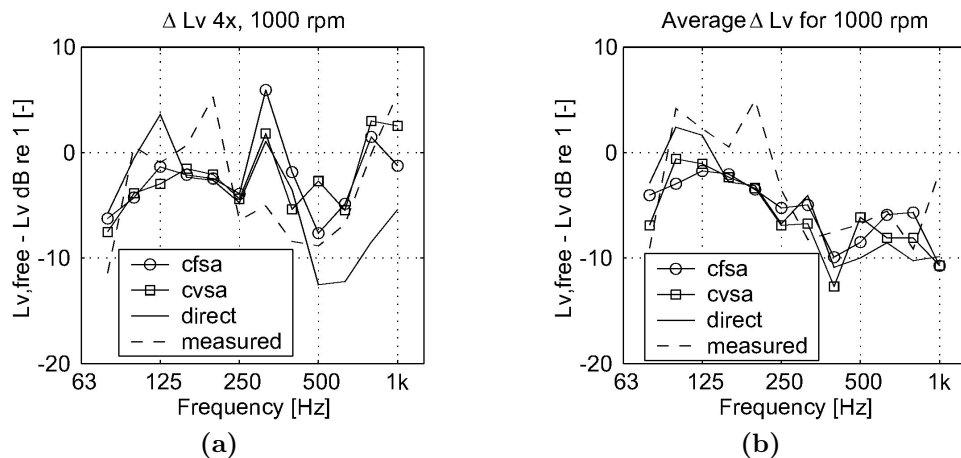 Δ Lv 4x, 1000 rpm
Lv,free - Lv dB re 1 [-]
10
0
-10
-20
cfsa
cvsa
direct
measured
63 125 250 500 1k
Frequency [Hz]
(a)
Average Δ Lv for 1000 rpm
Lv,free - Lv dB re 1 [-]
10
0
-10
-20
cfsa
cvsa
direct
measured
63 125 250 500 1k
Frequency [Hz]
(b)